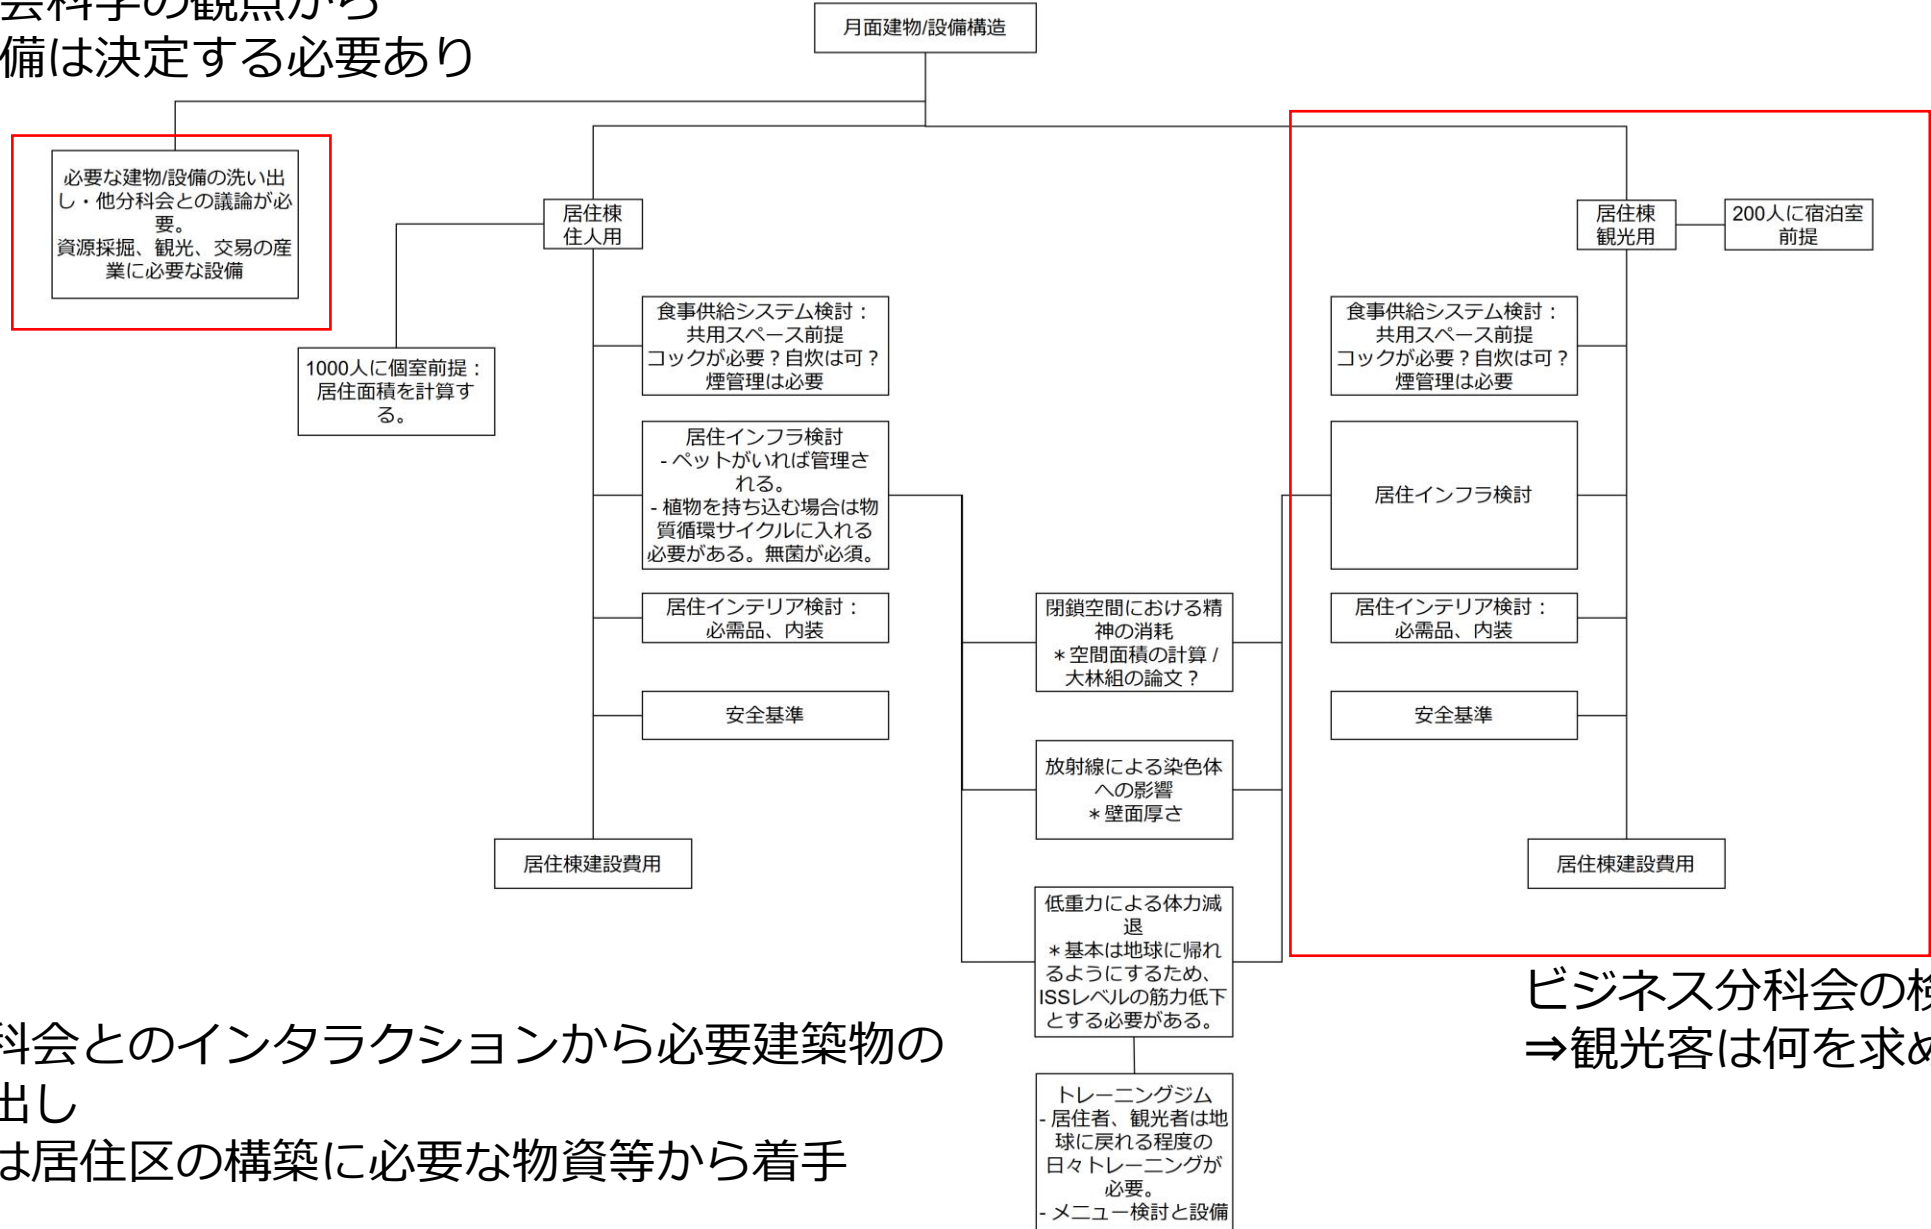 会科学の観点から
備は決定する必要あり
月面建物/設備構造
必要な建物/設備の洗い出
し・他分科会との議論が必
要。
資源採掘、観光、交易の産
業に必要な設備
居住棟
住人用
1000人に個室前提：
居住面積を計算す
る。
食事供給システム検討：
共用スペース前提
コックが必要？自炊は可？
煙管理は必要
居住インフラ検討
- ペットがいれば管理さ
れる。
- 植物を持ち込む場合は物
質循環サイクルに入れる
必要がある。無菌が必須。
居住インテリア検討：
必需品、内装
安全基準
居住棟建設費用
閉鎖空間における精
神の消耗
＊空間面積の計算 /
大林組の論文？
放射線による染色体
への影響
＊壁面厚さ
低重力による体力減
退
＊基本は地球に帰れ
るようにするため、
ISSレベルの筋力低下
とする必要がある。
トレーニングジム
- 居住者、観光者は地
球に戻れる程度の
日々トレーニングが
必要。
- メニュー検討と設備
居住棟
観光用
200人に宿泊室
前提
食事供給システム検討：
共用スペース前提
コックが必要？自炊は可？
煙管理は必要
居住インフラ検討
居住インテリア検討：
必需品、内装
安全基準
居住棟建設費用
科会とのインタラクションから必要建築物の
出し
は居住区の構築に必要な物資等から着手
ビジネス分科会の検
⇒観光客は何を求め